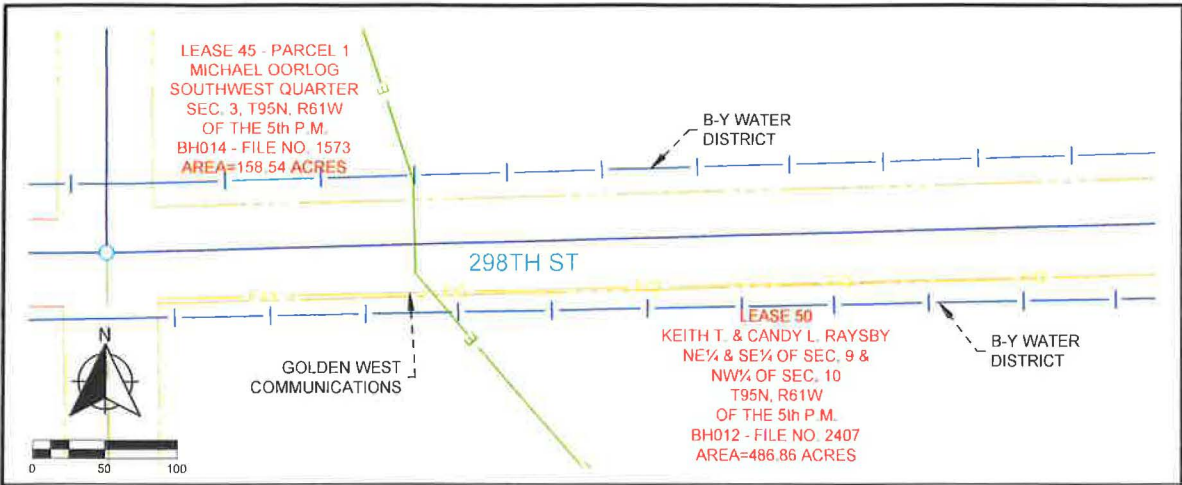 LEASE 45 - PARCEL 1
MICHAEL OORLOG
SOUTHWEST QUARTER
SEC. 3, T95N, R61W
OF THE 5th P.M.
BH014 - FILE NO. 1573
AREA=158.54 ACRES
E
B-Y WATER
DISTRICT
298TH ST
GOLDEN WEST
COMMUNICATIONS
E
LEASE 50
KEITH T. & CANDY L. RAYSBY
NE¼ & SE¼ OF SEC. 9 &
NW¼ OF SEC. 10
T95N, R61W
OF THE 5th P.M.
BH012 - FILE NO. 2407
AREA=486.86 ACRES
B-Y WATER
DISTRICT
N
0 50 100